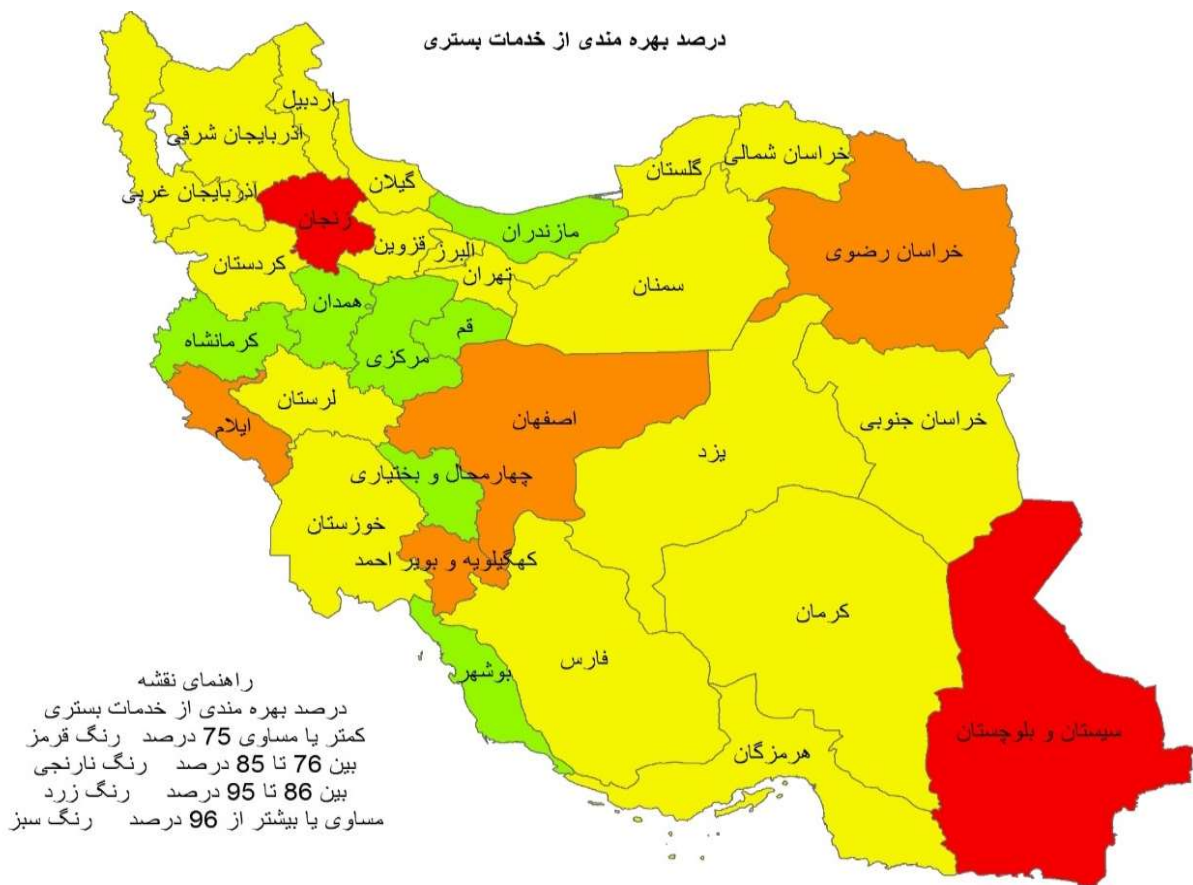 درصد بهره مندی از خدمات بستری
اردبیل
آذربایجان شرقی
خراسان شمالی
گلستان
گیلان
آذربایجان غربی
زنجان
مازندران
قزوین
البرز
خراسان رضوی
کردستان
تهران
سمنان
همدان
قم
کرمانشاه
مرکزی
لرستان
اصفهان
خراسان جنوبی
ایلام
یزد
چهارمحال و بختیاری
خوزستان
کهگیلویه و بویر احمد
کرمان
فارس
بوشهر
سیستان و بلوچستان
هرمزگان
راهنمای نقشه
درصد بهره مندی از خدمات بستری
کمتر یا مساوی 75 درصد رنگ قرمز
بین 76 تا 85 درصد رنگ نارنجی
بین 86 تا 95 درصد رنگ زرد
مساوی یا بیشتر از 96 درصد رنگ سبز